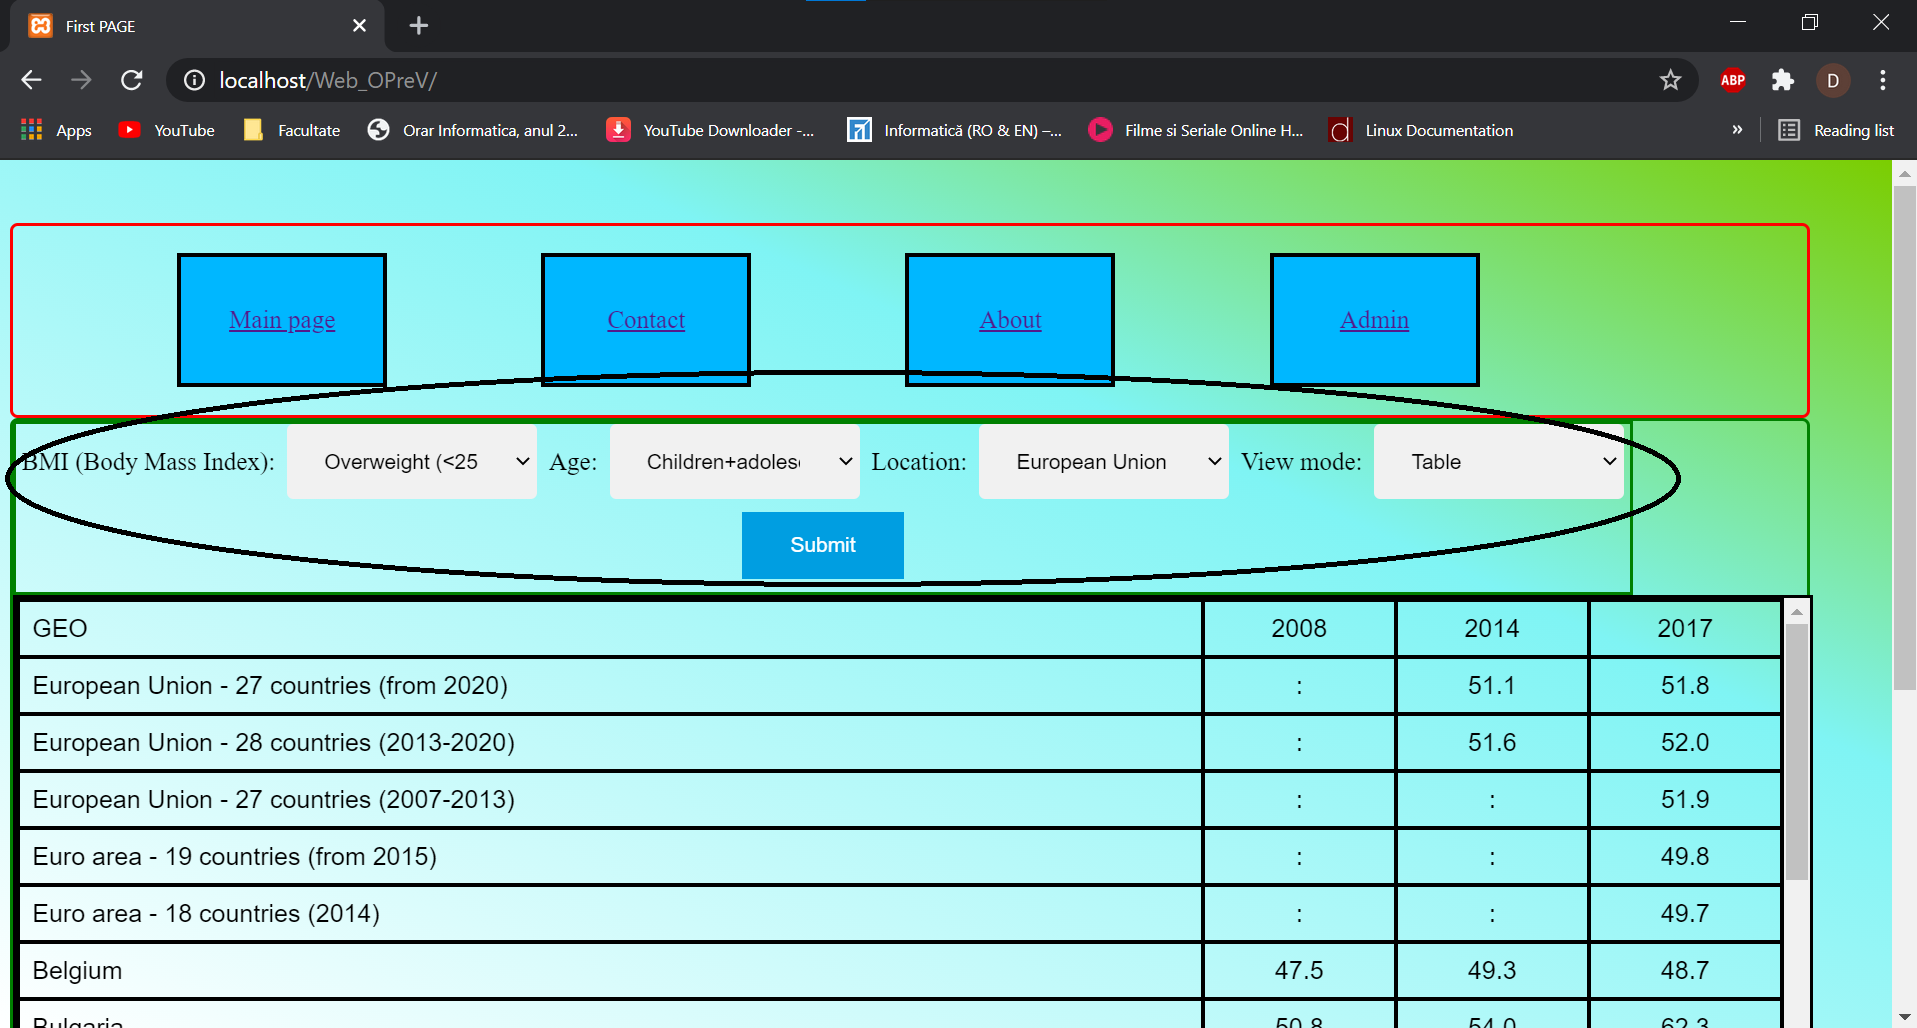 First PAGE
localhost/Web_OPreV/
ABP
D
Apps YouTube Facultate Orar Informatica, anul 2... YouTube Downloader -... Informatică (RO & EN) –... Filme si Seriale Online H... Linux Documentation » Reading list
Main page Contact About Admin
BMI (Body Mass Index): Overweight (<25 Age: Children+adoles Location: European Union View mode: Table
Submit
GEO 2008 2014 2017
European Union - 27 countries (from 2020) : 51.1 51.8
European Union - 28 countries (2013-2020) : 51.6 52.0
European Union - 27 countries (2007-2013) : : 51.9
Euro area - 19 countries (from 2015) : : 49.8
Euro area - 18 countries (2014) : : 49.7
Belgium 47.5 49.3 48.7
Bulgaria 50.8 54.0 62.3